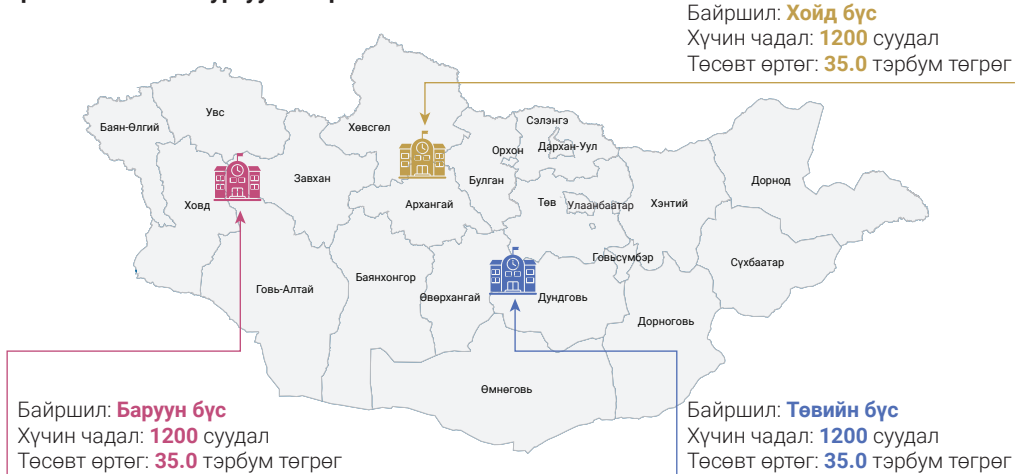 Байршил: Хойд бүс
Хүчин чадал: 1200 суудал
Төсөвт өртөг: 35.0 тэрбум төгрөг
Увс
Баян-Өлгий
Хөвсгөл
Сэлэнгэ
Орхон
Дархан-Уул
Завхан
Булган
Дорнод
Ховд
Архангай
Төв
Улаанбаатар
Хэнтий
Говьсүмбэр
Сүхбаатар
Говь-Алтай
Баянхонгор
Өвөрхангай
Дундговь
Дорноговь
Өмнөговь
Байршил: Баруун бүс
Хүчин чадал: 1200 суудал
Төсөвт өртөг: 35.0 тэрбум төгрөг
Байршил: Төвийн бүс
Хүчин чадал: 1200 суудал
Төсөвт өртөг: 35.0 тэрбум төгрөг